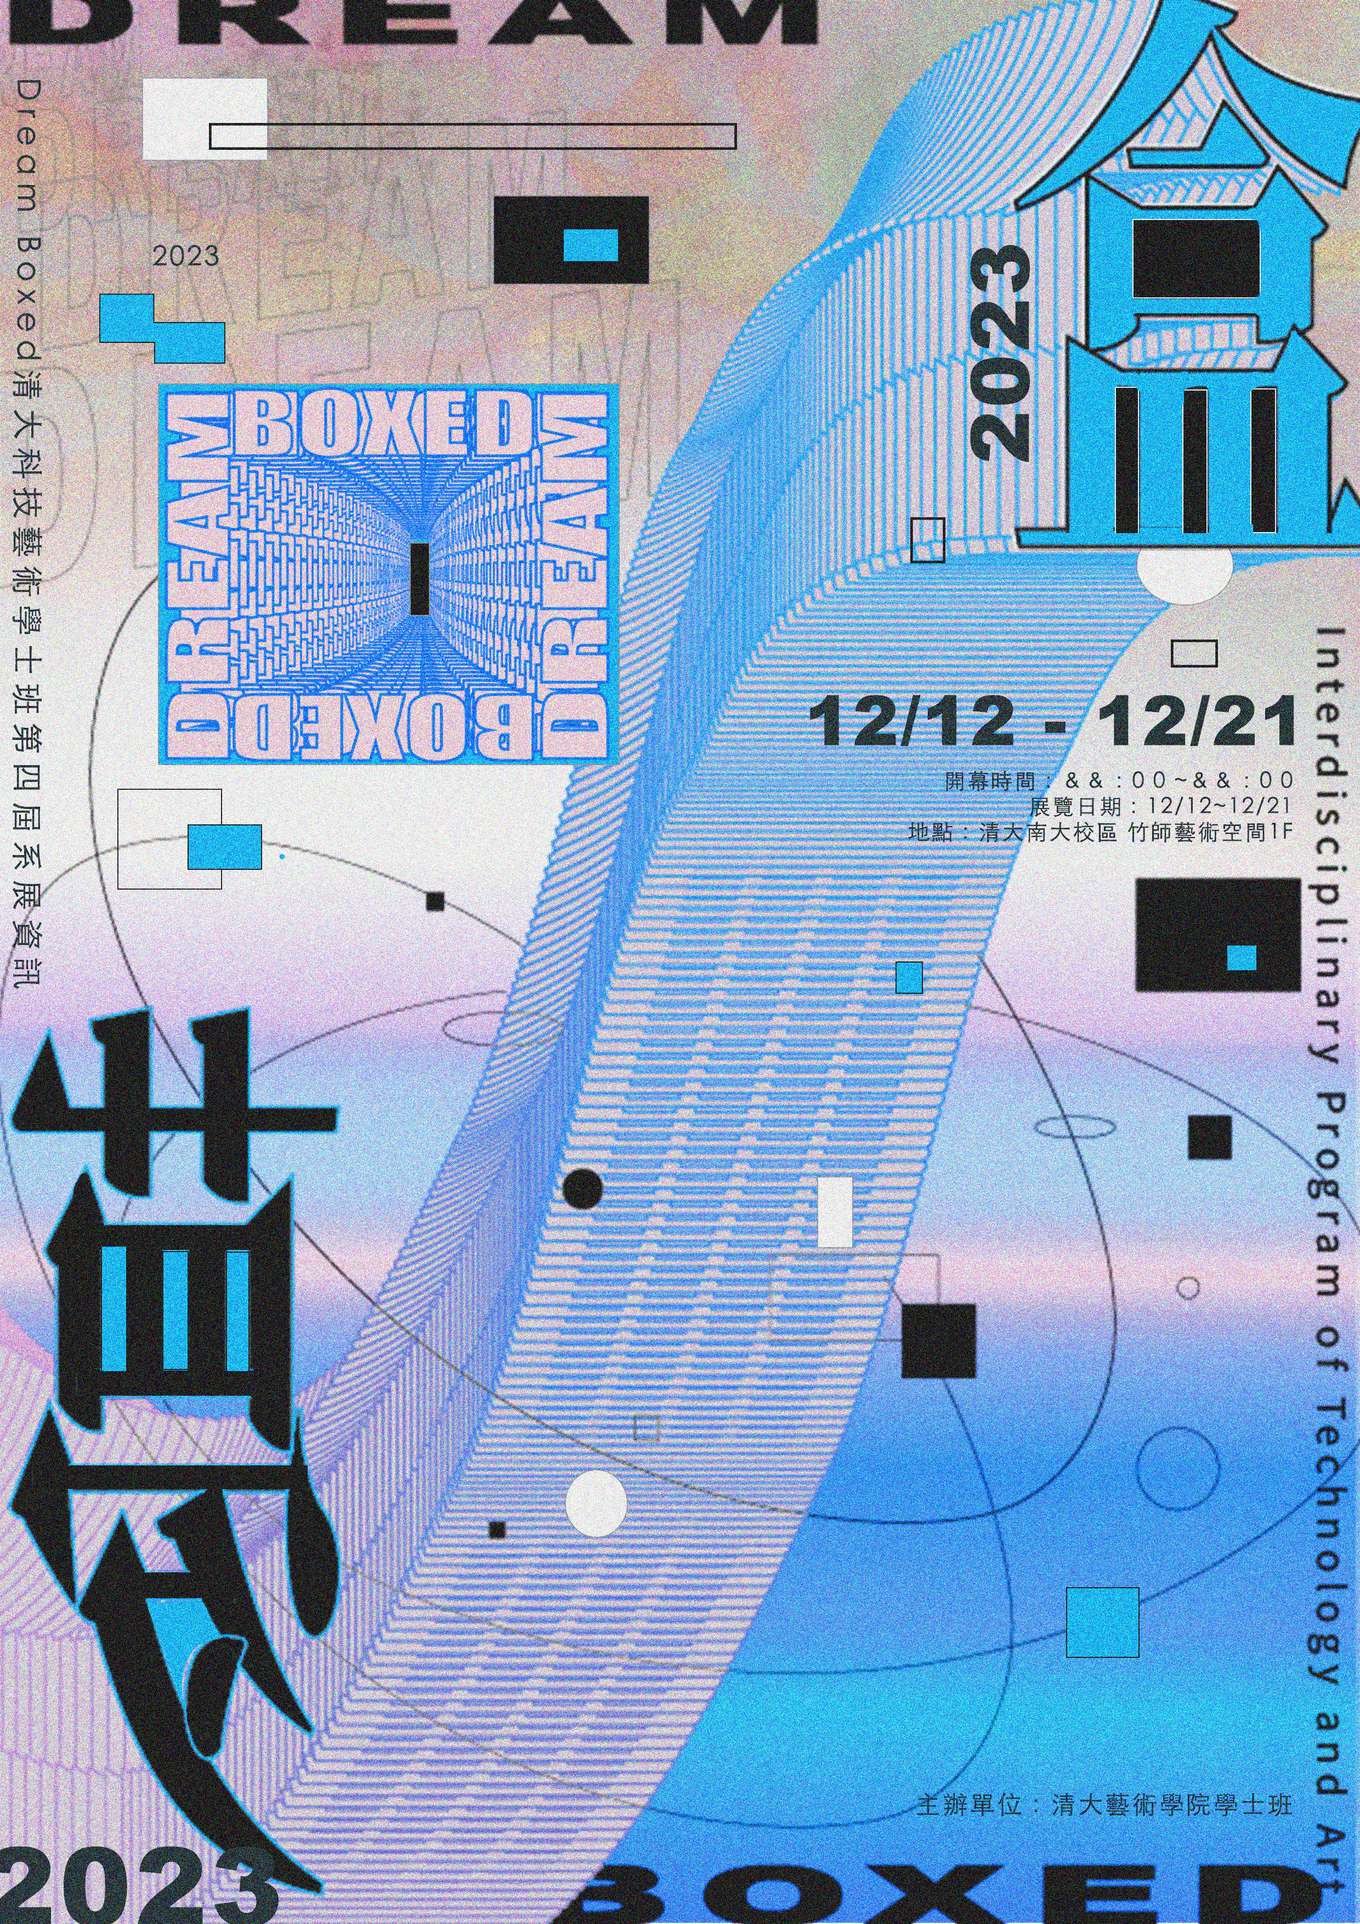 DREAM
Dream Boxed清大科技藝術學士班第四屆系展資訊
2023
盒
2023
BOXED
DREAM
DREAM
BOXED
12/12 - 12/21
開幕時間：&&：00~&&：00
展覽日期：12/12~12/21
地點：清大南大校區 竹師藝術空間1F
Interdisciplinary Program of Technology and Art
夢
主辦單位：清大藝術學院學士班
2023
BOXED